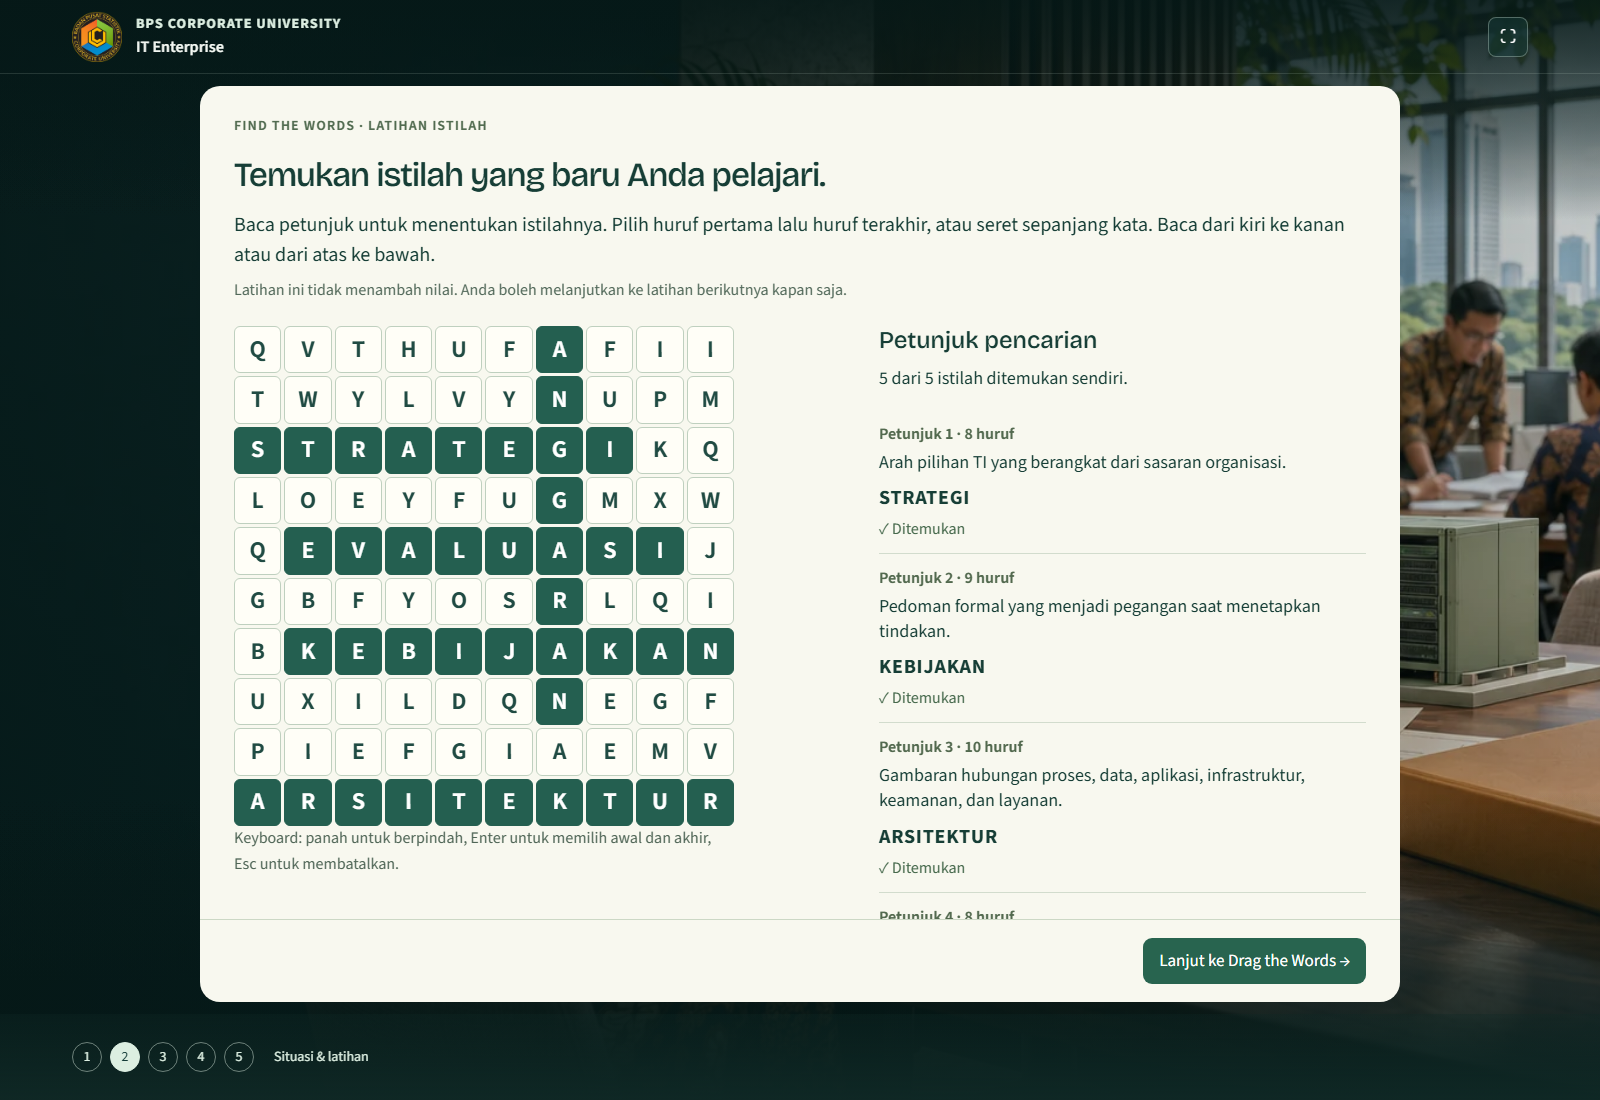 BPS CORPORATE UNIVERSITY
IT Enterprise
FIND THE WORDS · LATIHAN ISTILAH
Temukan istilah yang baru Anda pelajari.
Baca petunjuk untuk menentukan istilahnya. Pilih huruf pertama lalu huruf terakhir, atau seret sepanjang kata. Baca dari kiri ke kanan
atau dari atas ke bawah.
Latihan ini tidak menambah nilai. Anda boleh melanjutkan ke latihan berikutnya kapan saja.
Q V T H U F A F I I
T W Y L V Y N U P M
S T R A T E G I K Q
L O E Y F U G M X W
Q E V A L U A S I J
G B F Y O S R L Q I
B K E B I J A K A N
U X I L D Q N E G F
P I E F G I A E M V
A R S I T E K T U R
Keyboard: panah untuk berpindah, Enter untuk memilih awal dan akhir,
Esc untuk membatalkan.
Petunjuk pencarian
5 dari 5 istilah ditemukan sendiri.
Petunjuk 1 · 8 huruf
Arah pilihan TI yang berangkat dari sasaran organisasi.
STRATEGI
✓ Ditemukan
Petunjuk 2 · 9 huruf
Pedoman formal yang menjadi pegangan saat menetapkan
tindakan.
KEBIJAKAN
✓ Ditemukan
Petunjuk 3 · 10 huruf
Gambaran hubungan proses, data, aplikasi, infrastruktur,
keamanan, dan layanan.
ARSITEKTUR
✓ Ditemukan
Petunjuk 4 · 8 huruf
Lanjut ke Drag the Words →
1 2 3 4 5 Situasi & latihan